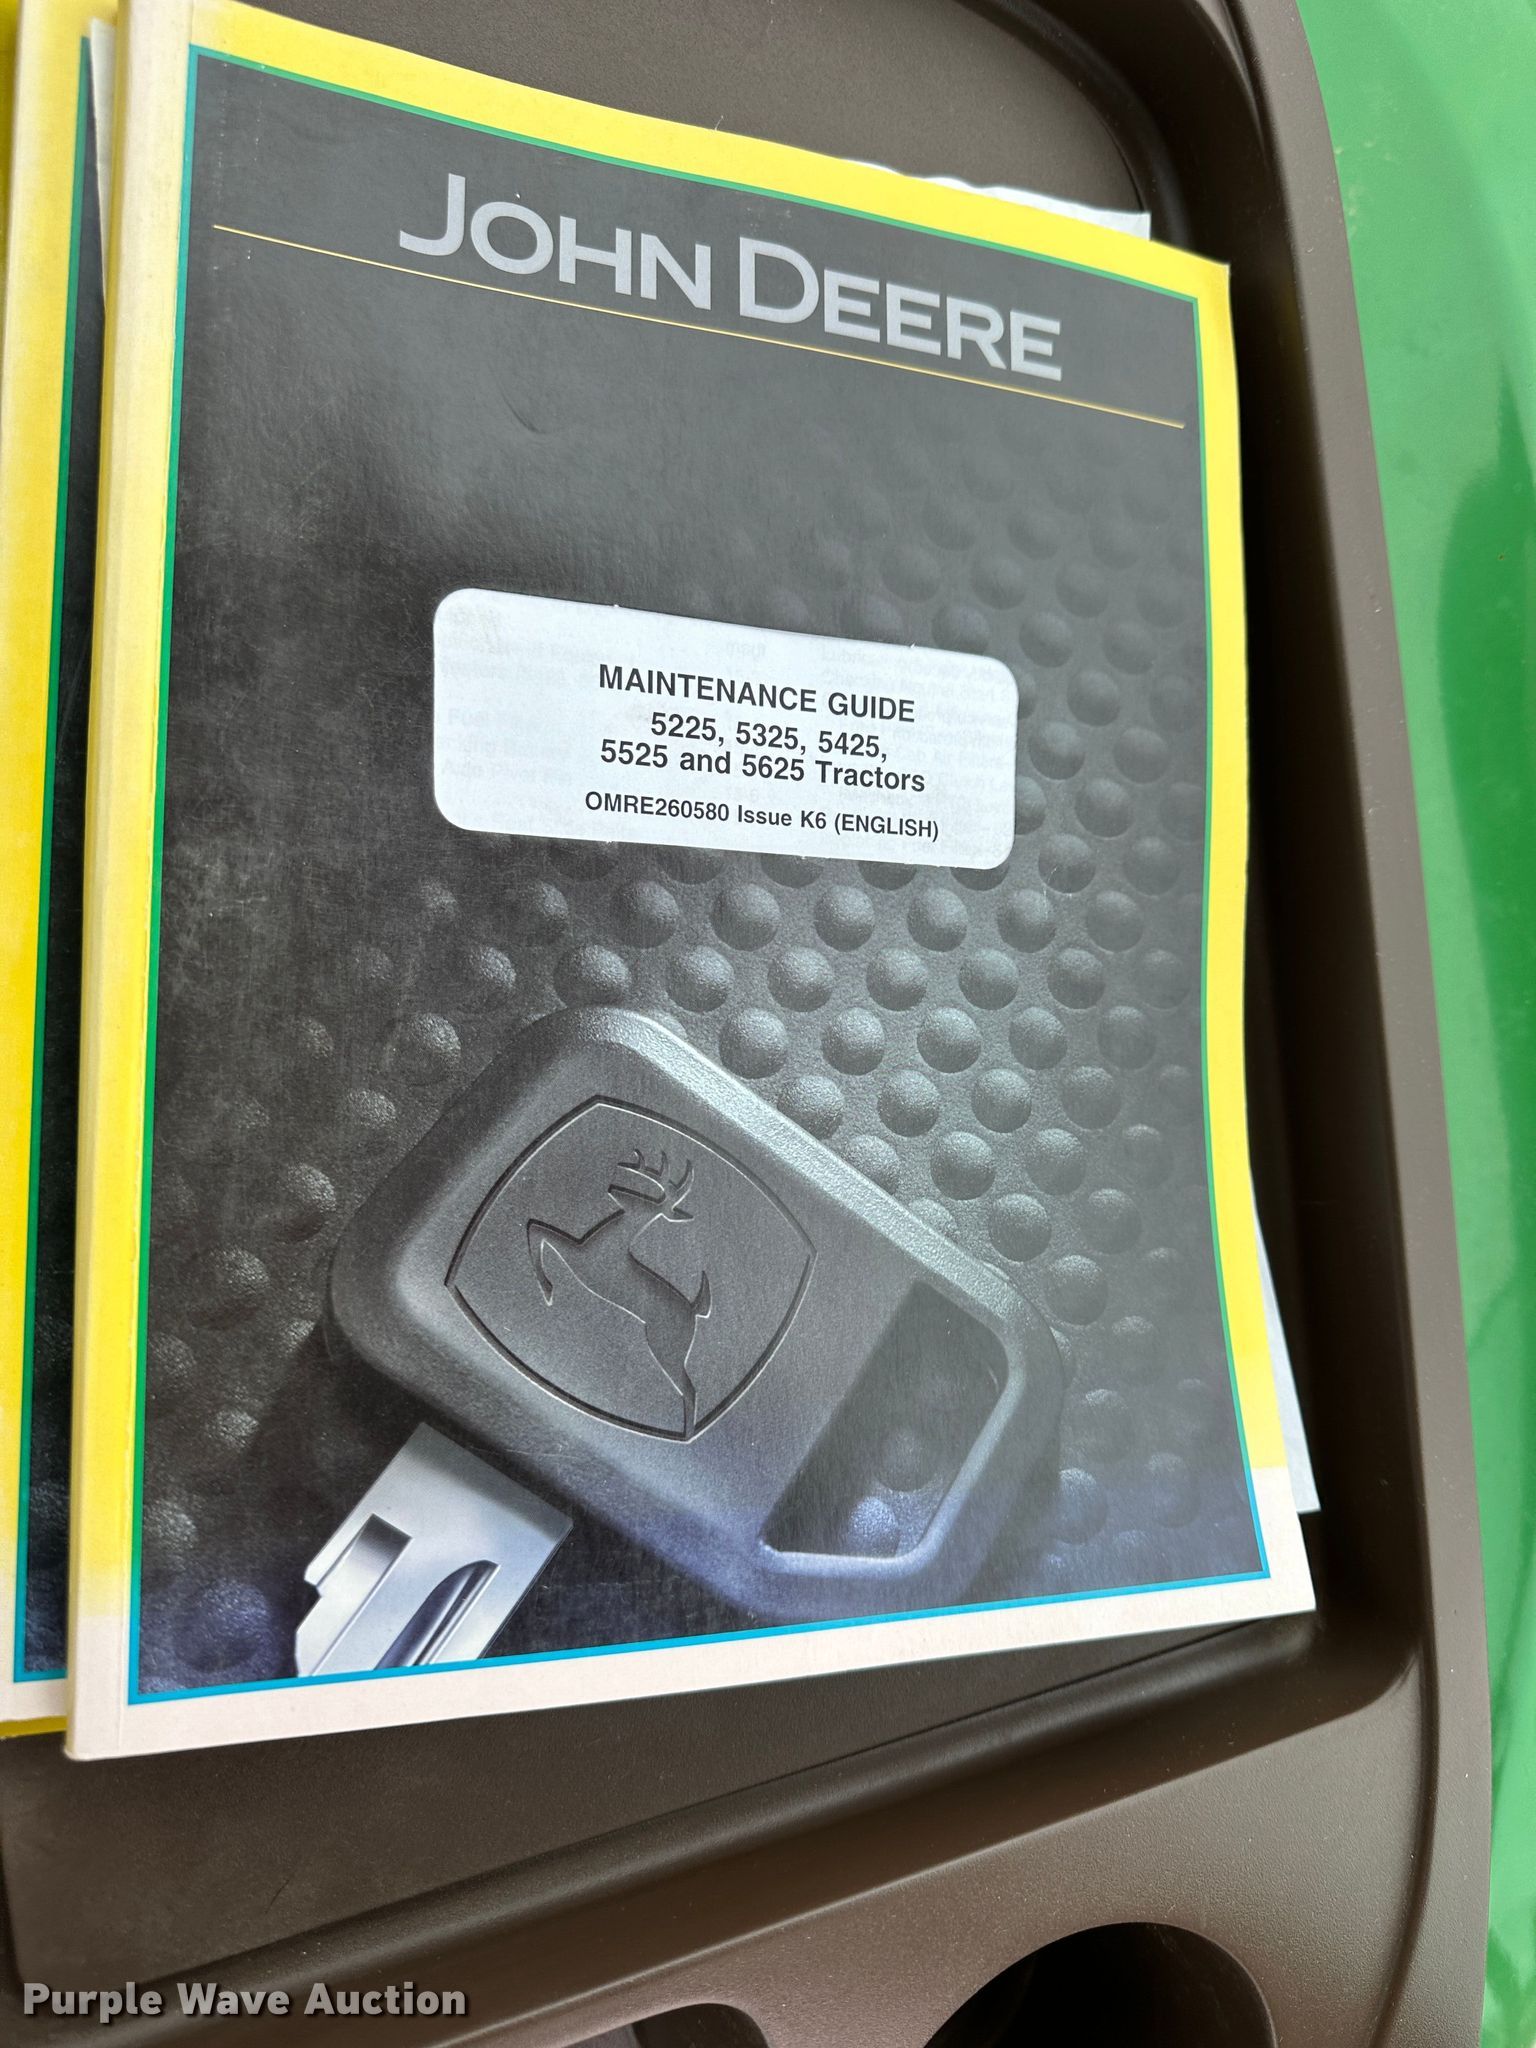 JOHN DEERE
MAINTENANCE GUIDE
5225, 5325, 5425,
5525 and 5625 Tractors
OMRE260580 Issue K6 (ENGLISH)
Purple Wave Auction